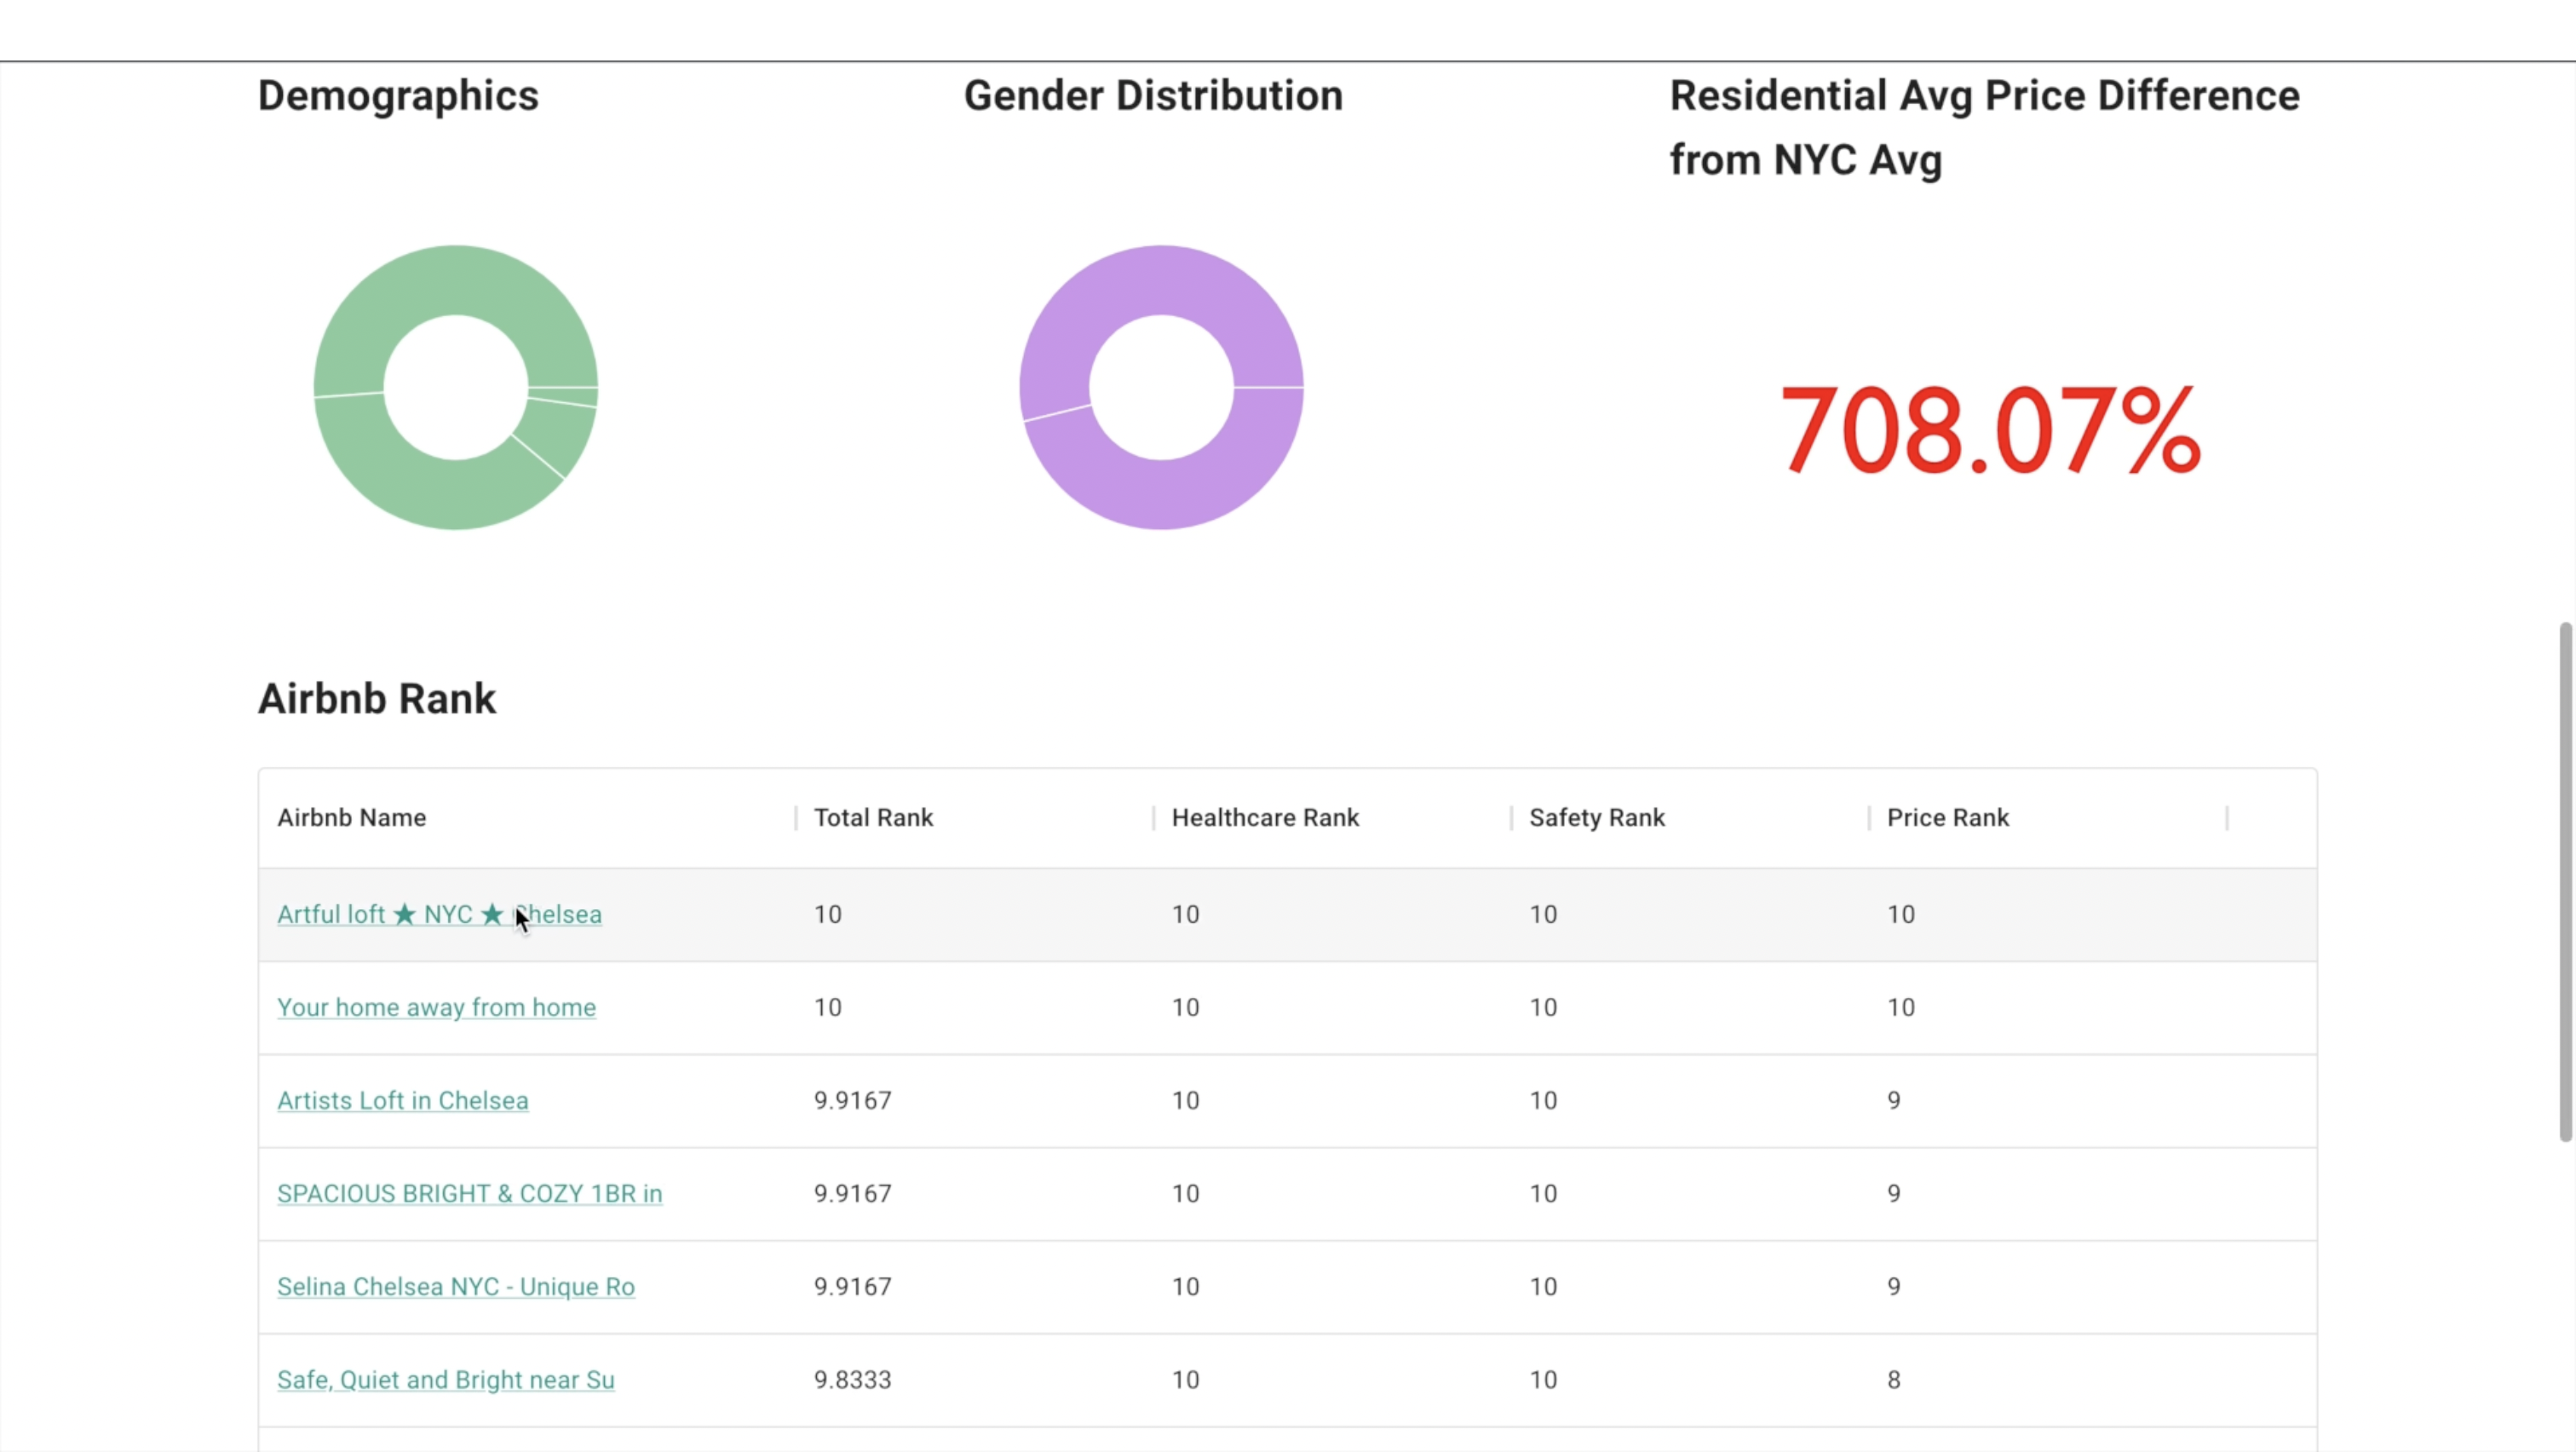 Demographics
Gender Distribution
Residential Avg Price Difference
from NYC Avg
708.07%
Airbnb Rank
Airbnb Name Total Rank Healthcare Rank Safety Rank Price Rank
Artful loft ★ NYC ★ Chelsea 10 10 10 10
Your home away from home 10 10 10 10
Artists Loft in Chelsea 9.9167 10 10 9
SPACIOUS BRIGHT & COZY 1BR in 9.9167 10 10 9
Selina Chelsea NYC - Unique Ro 9.9167 10 10 9
Safe, Quiet and Bright near Su 9.8333 10 10 8